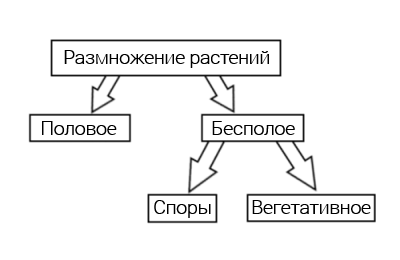 Размножение растений
Половое
Бесполое
Споры
Вегетативное